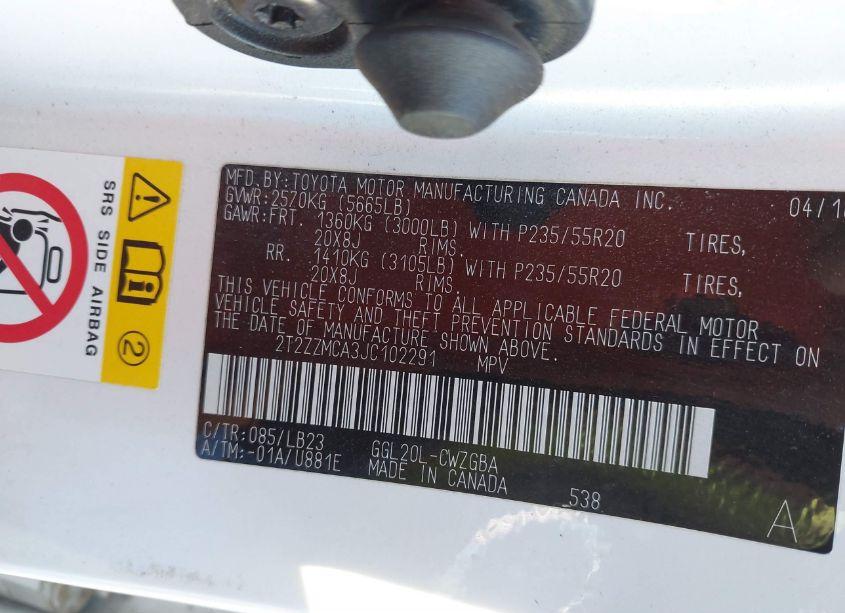 MFD.BY:TOYOTA MOTOR MANUFACTURING CANADA INC. 04/18
GVWR:2570KG (5665LB)
GAWR:FRT. 1360KG (3000LB) WITH P235/55R20 TIRES,
20X8J RIMS.
RR. 1410KG (3105LB) WITH P235/55R20 TIRES,
20X8J RIMS.
THIS VEHICLE CONFORMS TO ALL APPLICABLE FEDERAL MOTOR
VEHICLE SAFETY AND THEFT PREVENTION STANDARDS IN EFFECT ON
THE DATE OF MANUFACTURE SHOWN ABOVE.
2T2ZZMCA3JC102291 MPV
C/TR:085/LB23 GGL20L-CWZGBA
A/TM:-01A/U881E MADE IN CANADA
538
A
SRS SIDE AIRBAG
2